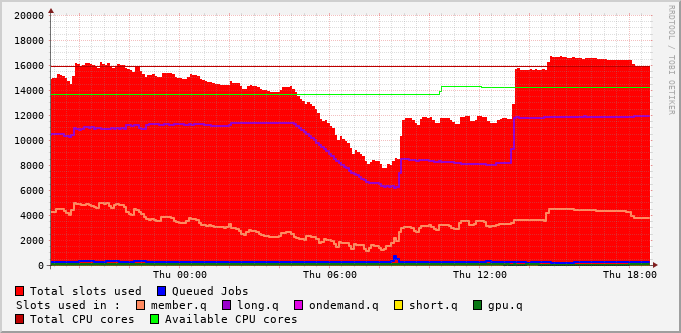 20000
18000
16000
14000
12000
10000
8000
6000
4000
2000
0
Thu 00:00 Thu 06:00 Thu 12:00 Thu 18:00
RRDTOOL / TOBI OETIKER
Total slots used Queued Jobs
Slots used in : member.q long.q ondemand.q short.q gpu.q
Total CPU cores Available CPU cores